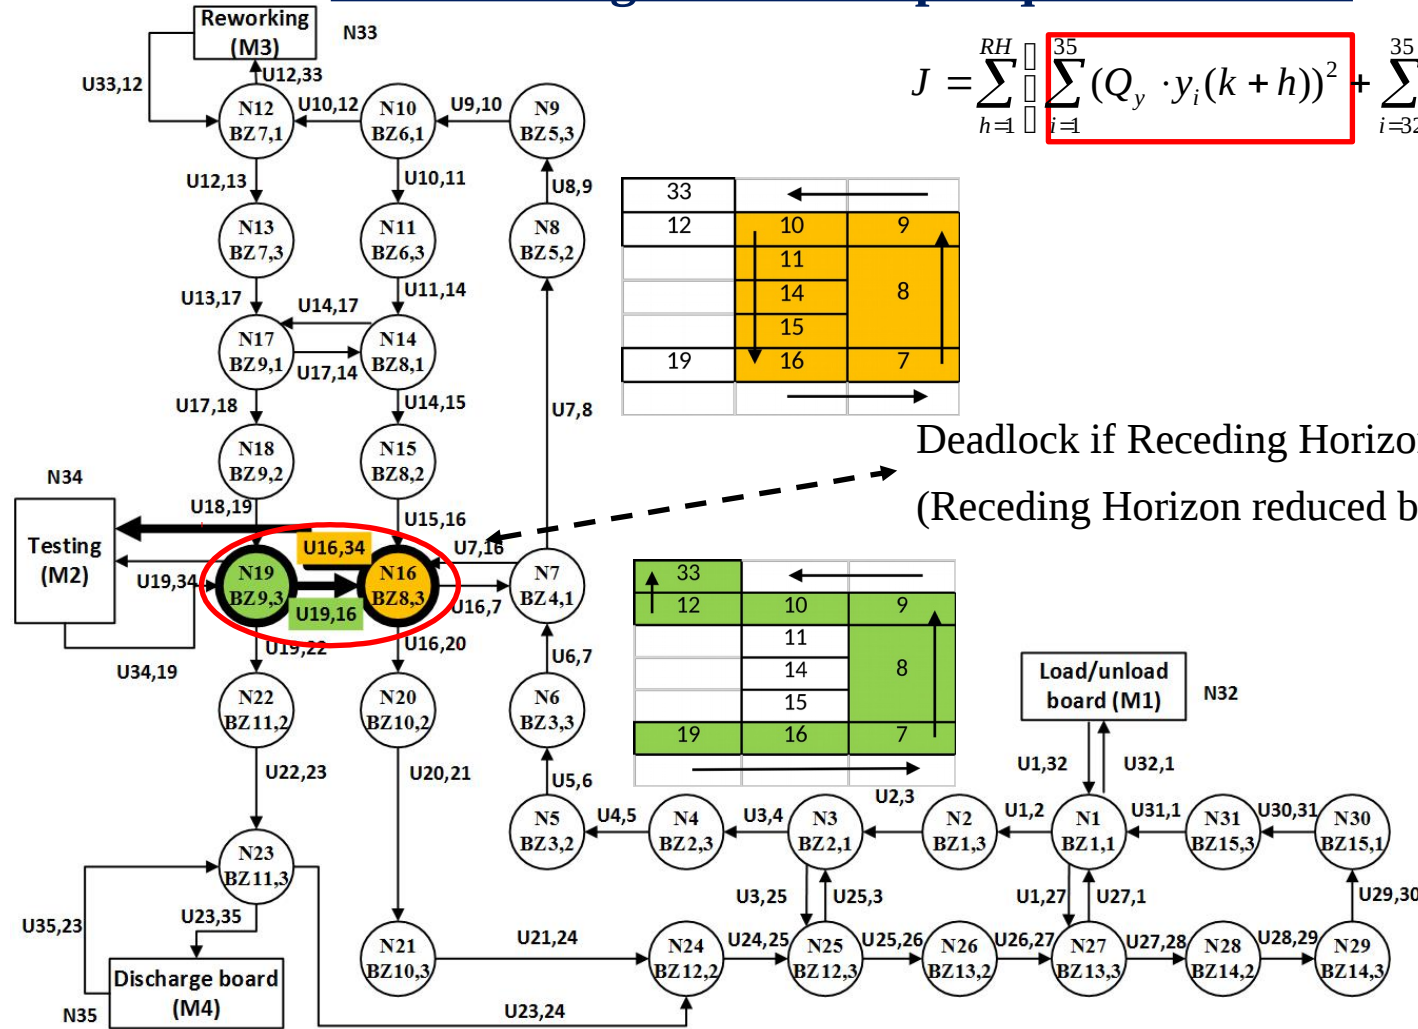 Reworking
(M3)
N33
U33,12
U12,33
N12
BZ7,1
U10,12
N10
BZ6,1
U9,10
N9
BZ5,3
U12,13
U10,11
U8,9
N13
BZ7,3
N11
BZ6,3
N8
BZ5,2
U13,17
U14,17
U11,14
N17
BZ9,1
N14
BZ8,1
U17,14
U17,18
U14,15
U7,8
N18
BZ9,2
N15
BZ8,2
N34
U18,19
U15,16
Testing
(M2)
U16,34
U7,16
U19,34
N19
BZ9,3
U19,16
N16
BZ8,3
U16,7
N7
BZ4,1
U34,19
U19,22
U16,20
U6,7
N22
BZ11,2
N20
BZ10,2
N6
BZ3,3
U22,23
U20,21
U5,6
N5
BZ3,2
U4,5
N4
BZ2,3
U3,4
N3
BZ2,1
U2,3
N2
BZ1,3
U1,2
N1
BZ1,1
U31,1
N31
BZ15,3
U30,31
N30
BZ15,1
Load/unload
board (M1)
N32
U1,32
U32,1
N23
BZ11,3
U35,23
U23,35
U3,25
U25,3
U1,27
U27,1
U29,30
N21
BZ10,3
U21,24
N24
BZ12,2
U24,25
N25
BZ12,3
U25,26
N26
BZ13,2
U26,27
N27
BZ13,3
U27,28
N28
BZ14,2
U28,29
N29
BZ14,3
Discharge board
(M4)
N35
U23,24
J = ∑_{h=1}^{RH} ∑_{i=1}^{35} (Q_y · y_i(k + h))² + ∑_{i=32}^{35}
33
12 10 9
11
14 8
15
19 16 7
Deadlock if Receding Horizo
(Receding Horizon reduced b
33
12 10 9
11
14 8
15
19 16 7